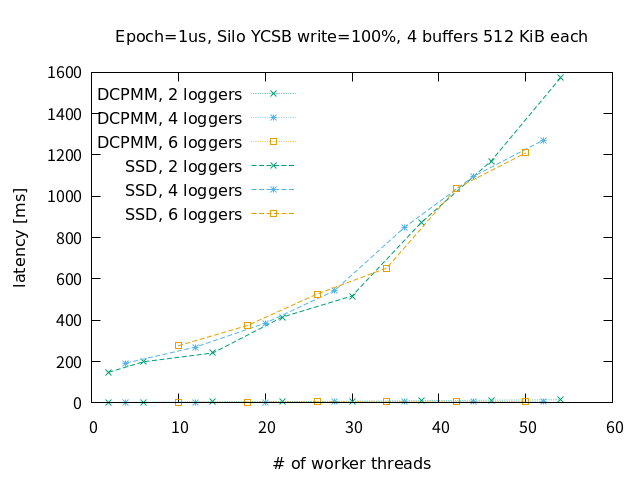 Epoch=1us, Silo YCSB write=100%, 4 buffers 512 KiB each
1600
1400
1200
1000
800
600
400
200
0
latency [ms]
DCPMM, 2 loggers
DCPMM, 4 loggers
DCPMM, 6 loggers
SSD, 2 loggers
SSD, 4 loggers
SSD, 6 loggers
0 10 20 30 40 50 60
# of worker threads